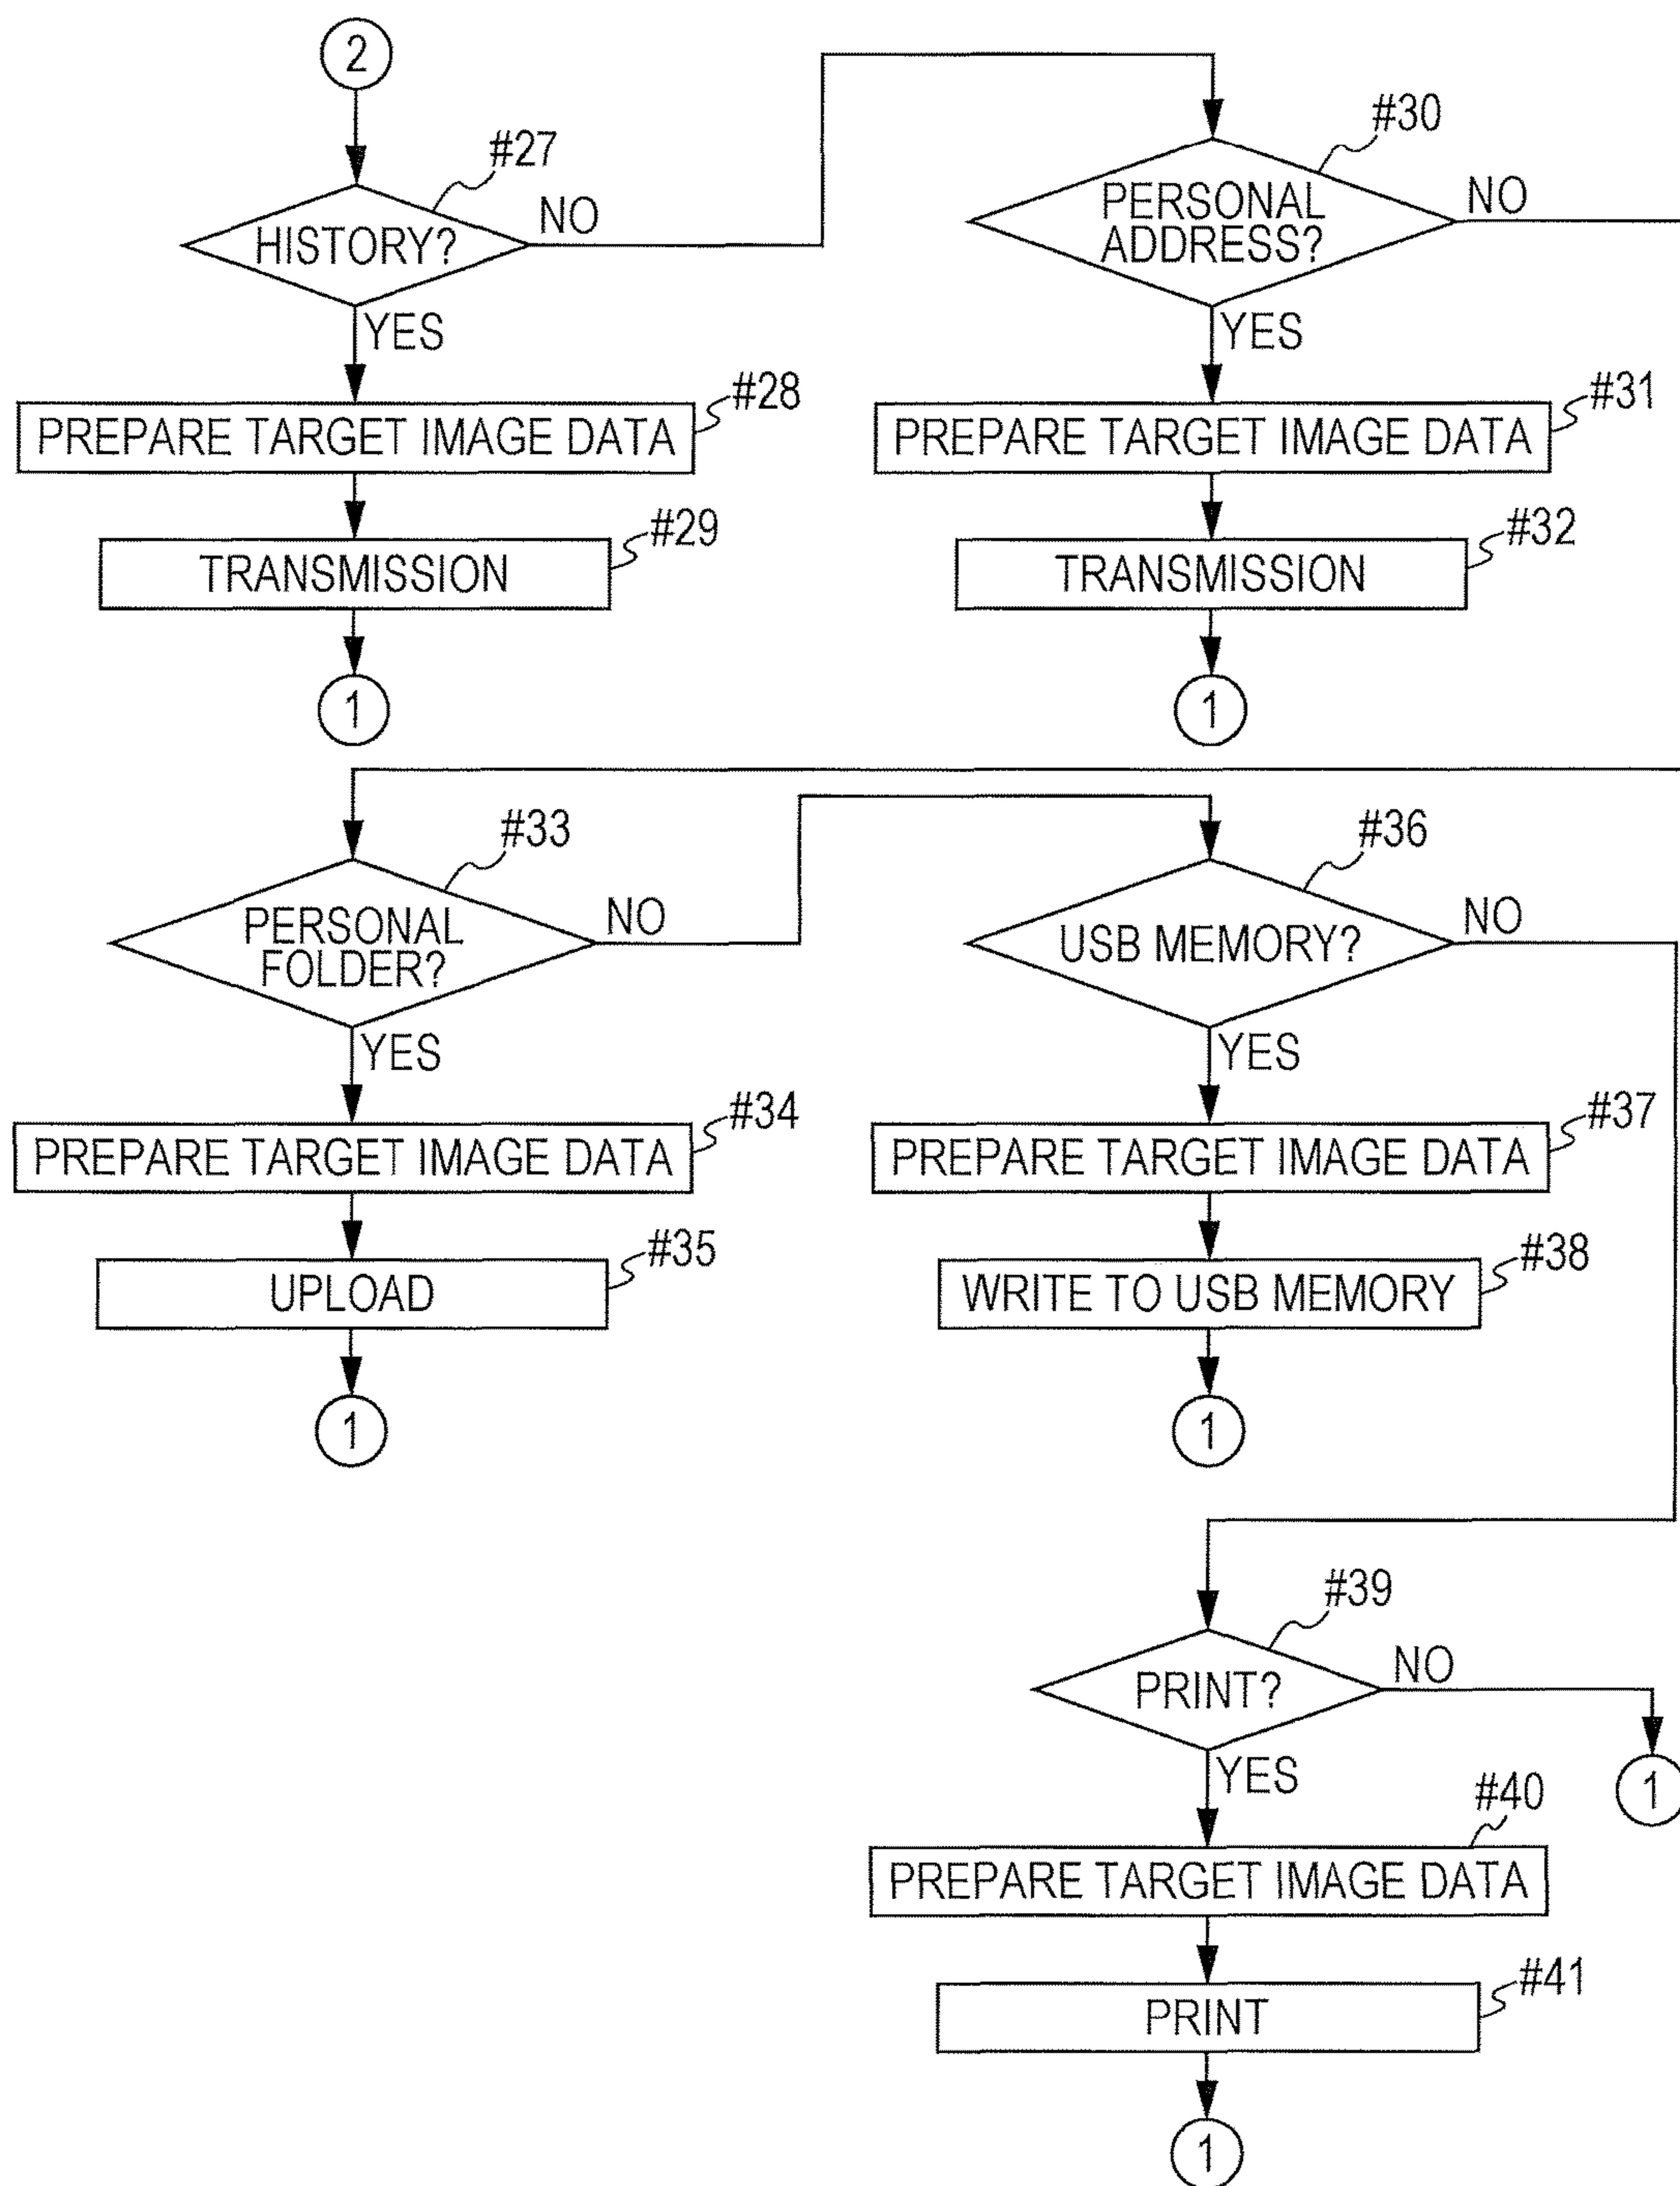 2
#27
HISTORY?
NO
YES
#28
PREPARE TARGET IMAGE DATA
#29
TRANSMISSION
1
#30
PERSONAL
ADDRESS?
NO
YES
#31
PREPARE TARGET IMAGE DATA
#32
TRANSMISSION
1
#33
PERSONAL
FOLDER?
NO
YES
#34
PREPARE TARGET IMAGE DATA
#35
UPLOAD
1
#36
USB MEMORY?
NO
YES
#37
PREPARE TARGET IMAGE DATA
#38
WRITE TO USB MEMORY
1
#39
PRINT?
NO
1
YES
#40
PREPARE TARGET IMAGE DATA
#41
PRINT
1